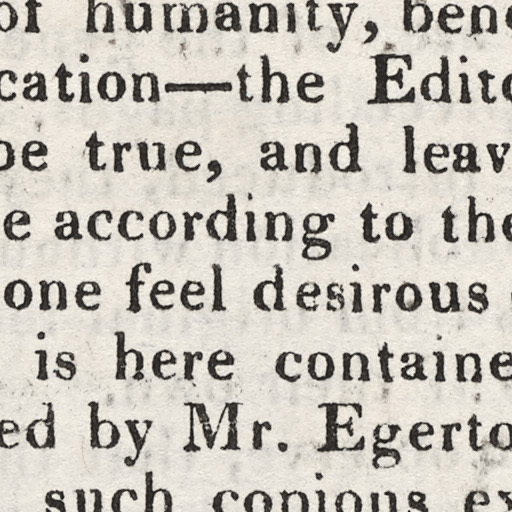 of humanity, bene
cation—the Edito
be true, and leav
e according to the
one feel desirous
is here containe
ed by Mr. Egerto
such copious ex